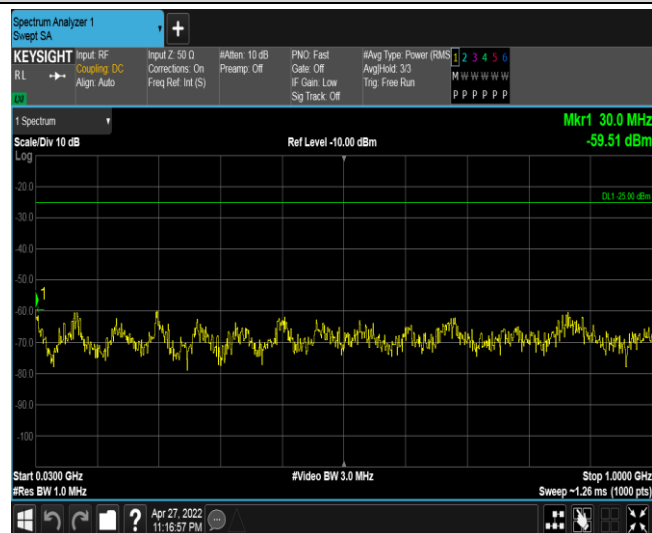 Spectrum Analyzer 1
Swept SA
+
KEYSIGHT
RL
Input: RF
Coupling: DC
Align: Auto
Input Z: 50 Ω
Corrections: On
Freq Ref: Int (S)
#Atten: 10 dB
Preamp: Off
PNO: Fast
Gate: Off
IF Gain: Low
Sig Track: Off
#Avg Type: Power (RMS
Avg|Hold: 3/3
Trig: Free Run
1 2 3 4 5 6
M W W W W W
P P P P P P
1 Spectrum
Scale/Div 10 dB
Ref Level -10.00 dBm
Mkr1 30.0 MHz
-59.51 dBm
Log
DL1 -25.00 dBm
-20.0
-30.0
-40.0
-50.0
1
-60.0
-70.0
-80.0
-90.0
-100
Start 0.0300 GHz
#Video BW 3.0 MHz
Stop 1.0000 GHz
#Res BW 1.0 MHz
Sweep ~1.26 ms (1000 pts)
?
Apr 27, 2022
11:16:57 PM